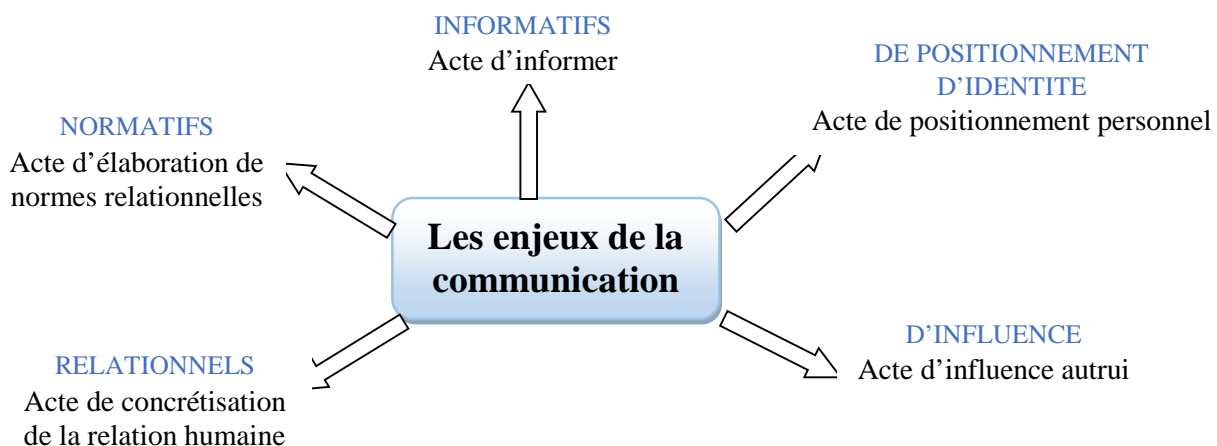 INFORMATIFS
Acte d’informer
DE POSITIONNEMENT
D’IDENTITE
Acte de positionnement personnel
NORMATIFS
Acte d’élaboration de
normes relationnelles
Les enjeux de la
communication
D’INFLUENCE
Acte d’influence autrui
RELATIONNELS
Acte de concrétisation
de la relation humaine